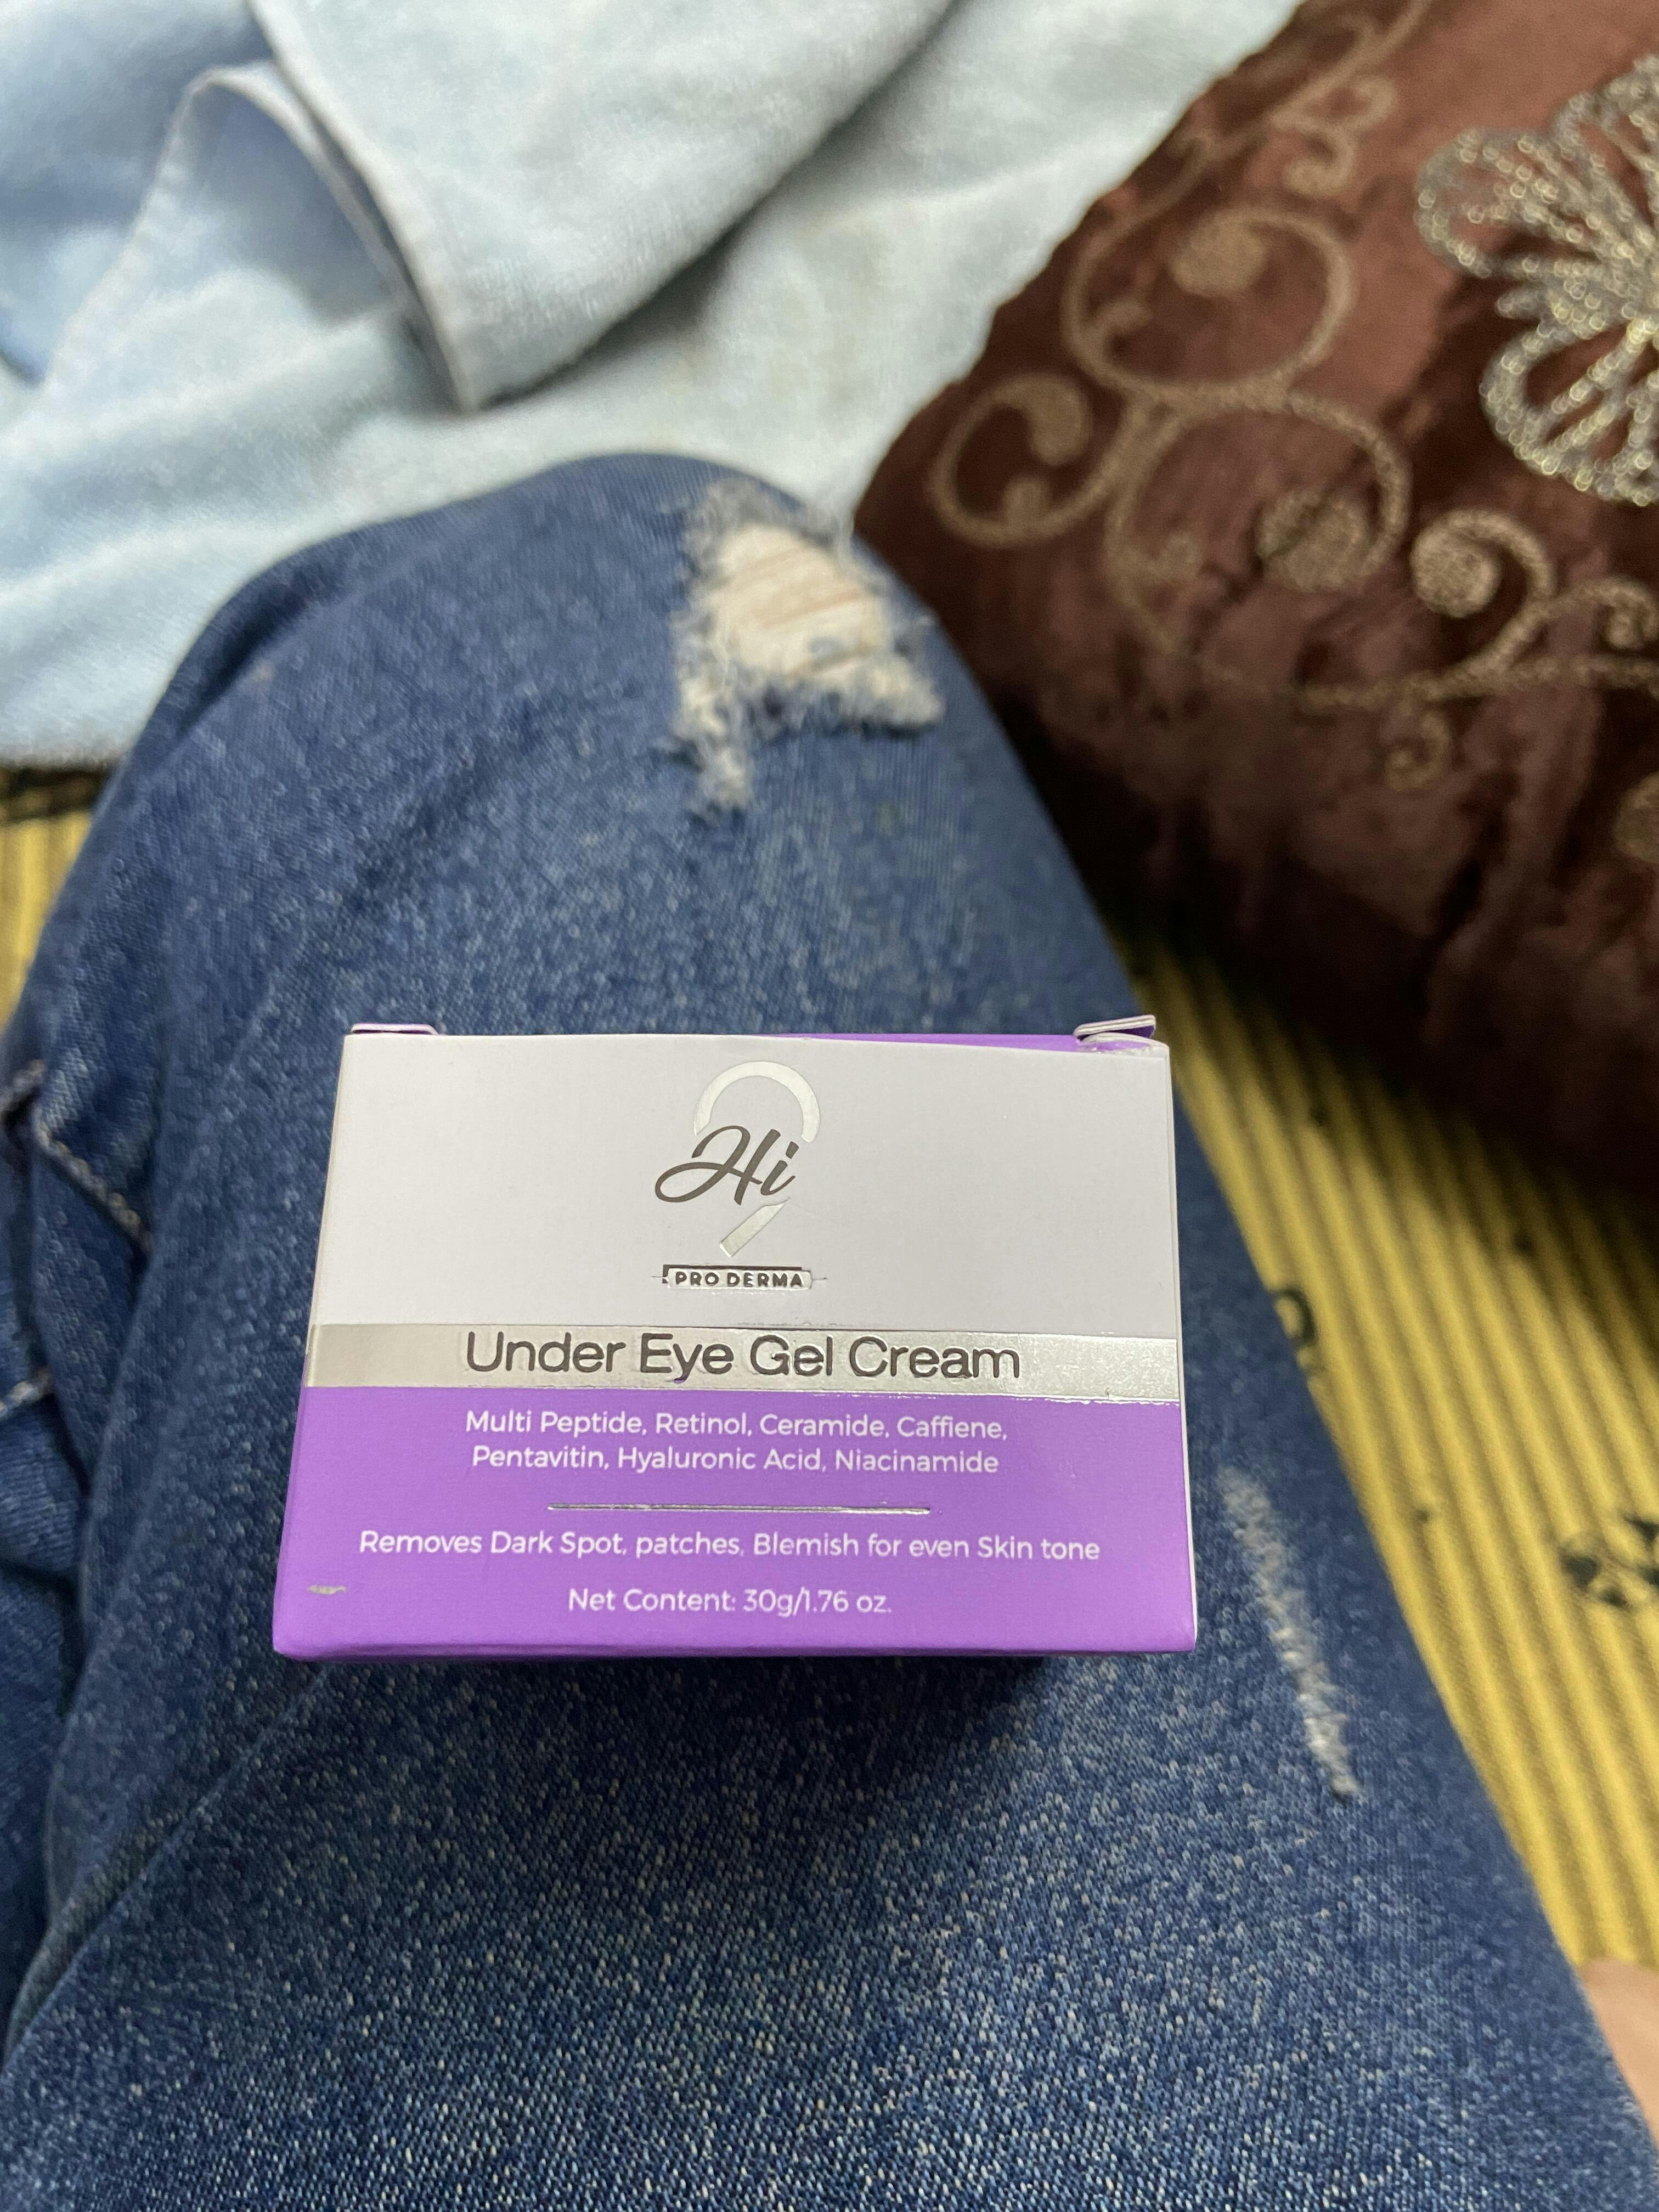 Hi 9
PRO DERMA
Under Eye Gel Cream
Multi Peptide, Retinol, Ceramide, Caffiene,
Pentavitin, Hyaluronic Acid, Niacinamide
Removes Dark Spot, patches, Blemish for even Skin tone
Net Content: 30g/1.76 oz.